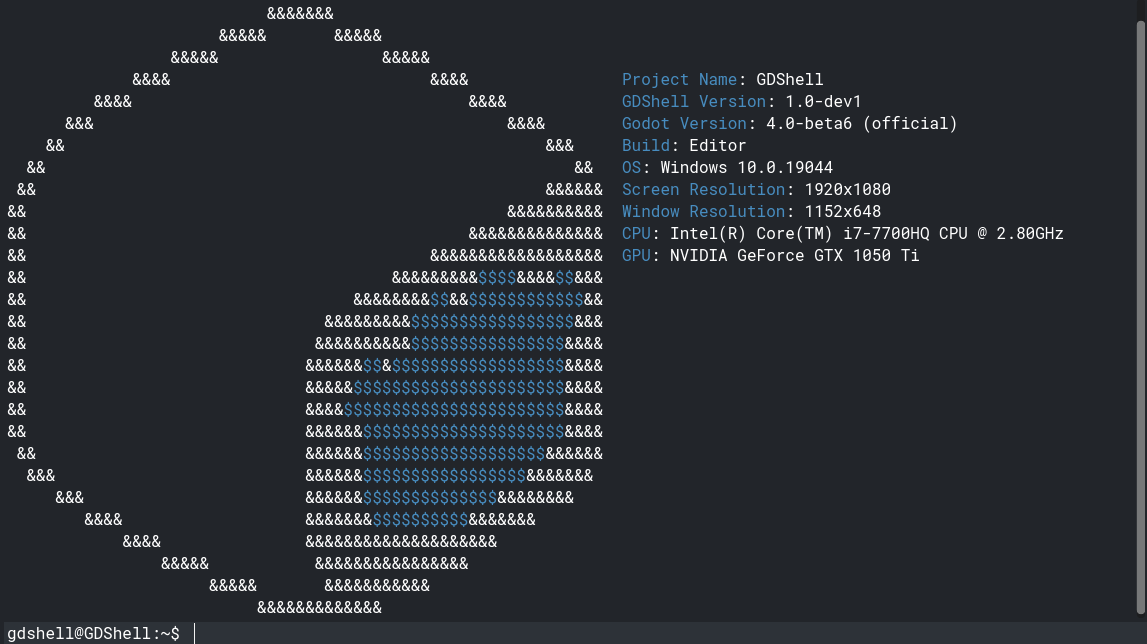 Project Name: GDShell
GDShell Version: 1.0-dev1
Godot Version: 4.0-beta6 (official)
Build: Editor
OS: Windows 10.0.19044
Screen Resolution: 1920x1080
Window Resolution: 1152x648
CPU: Intel(R) Core(TM) i7-7700HQ CPU @ 2.80GHz
GPU: NVIDIA GeForce GTX 1050 Ti
gdshell@GDShell:~$